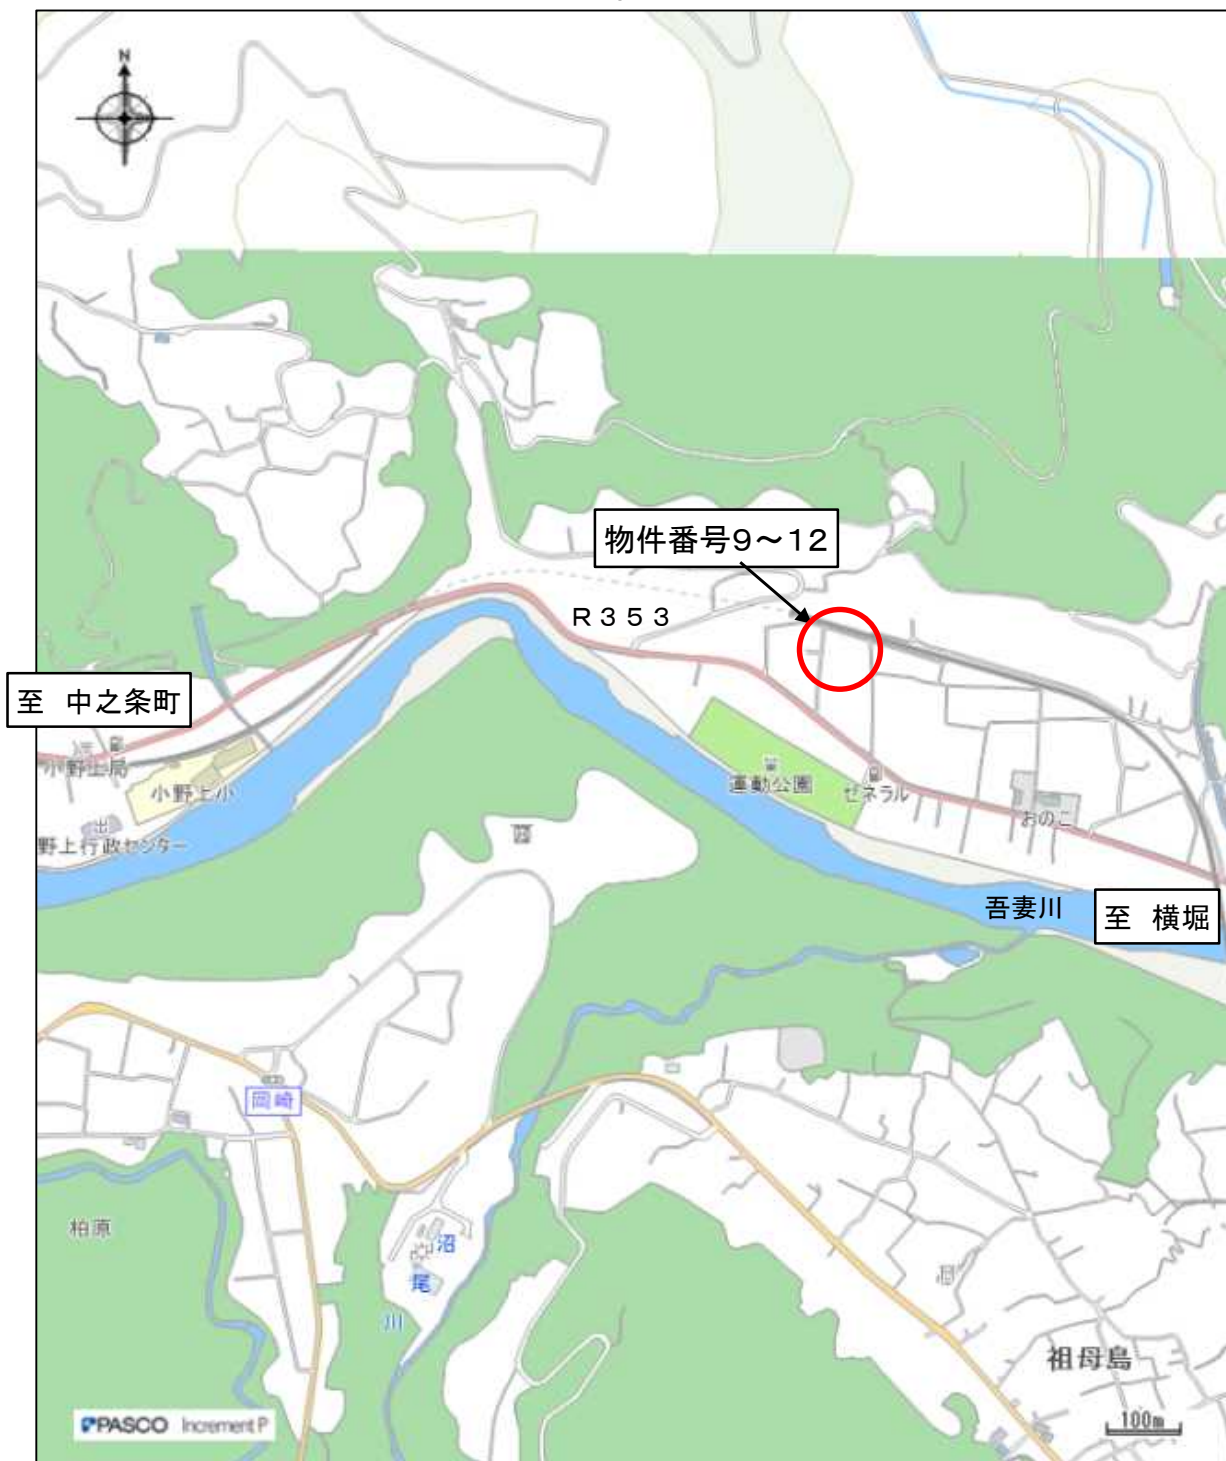 N
物件番号9～12
R353
至　中之条町
小野上局
小野上小
野上行政センター
運動公園
ゼネラル
おのこ
吾妻川
至　横堀
岡崎
柏原
沼
尾
川
祖母島
PASCO Increment P
100m